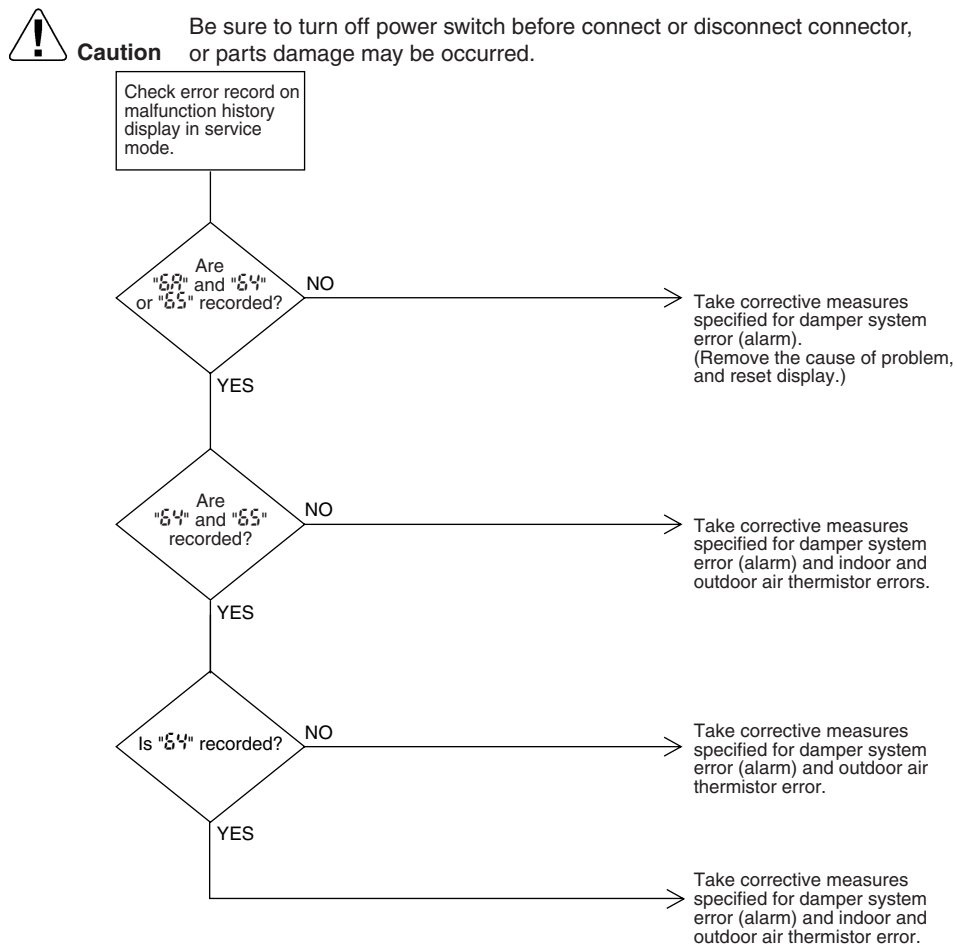 Be sure to turn off power switch before connect or disconnect connector,
Caution or parts damage may be occurred.
Check error record on
malfunction history
display in service
mode.
Are
"6A" and "64"
or "65" recorded?
NO
Take corrective measures
specified for damper system
error (alarm).
(Remove the cause of problem,
and reset display.)
YES
Are
"64" and "65"
recorded?
NO
Take corrective measures
specified for damper system
error (alarm) and indoor and
outdoor air thermistor errors.
YES
Is "64" recorded?
NO
Take corrective measures
specified for damper system
error (alarm) and outdoor air
thermistor error.
YES
Take corrective measures
specified for damper system
error (alarm) and indoor and
outdoor air thermistor error.